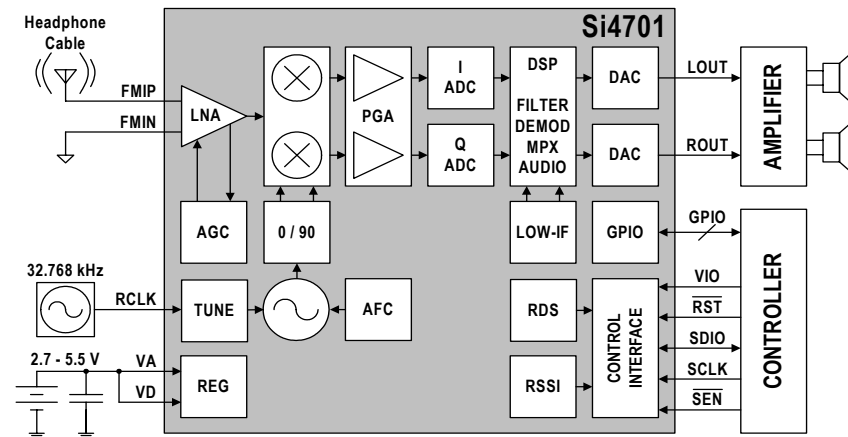 Si4701
Headphone
Cable
FMIP
FMIN
LNA
PGA
I
ADC
Q
ADC
DSP
FILTER
DEMOD
MPX
AUDIO
DAC
DAC
LOUT
ROUT
AMPLIFIER
AGC
0 / 90
LOW-IF
GPIO
GPIO
32.768 kHz
RCLK
TUNE
AFC
RDS
RSSI
CONTROL
INTERFACE
VIO
RST
SDIO
SCLK
SEN
CONTROLLER
2.7 - 5.5 V
VA
VD
REG